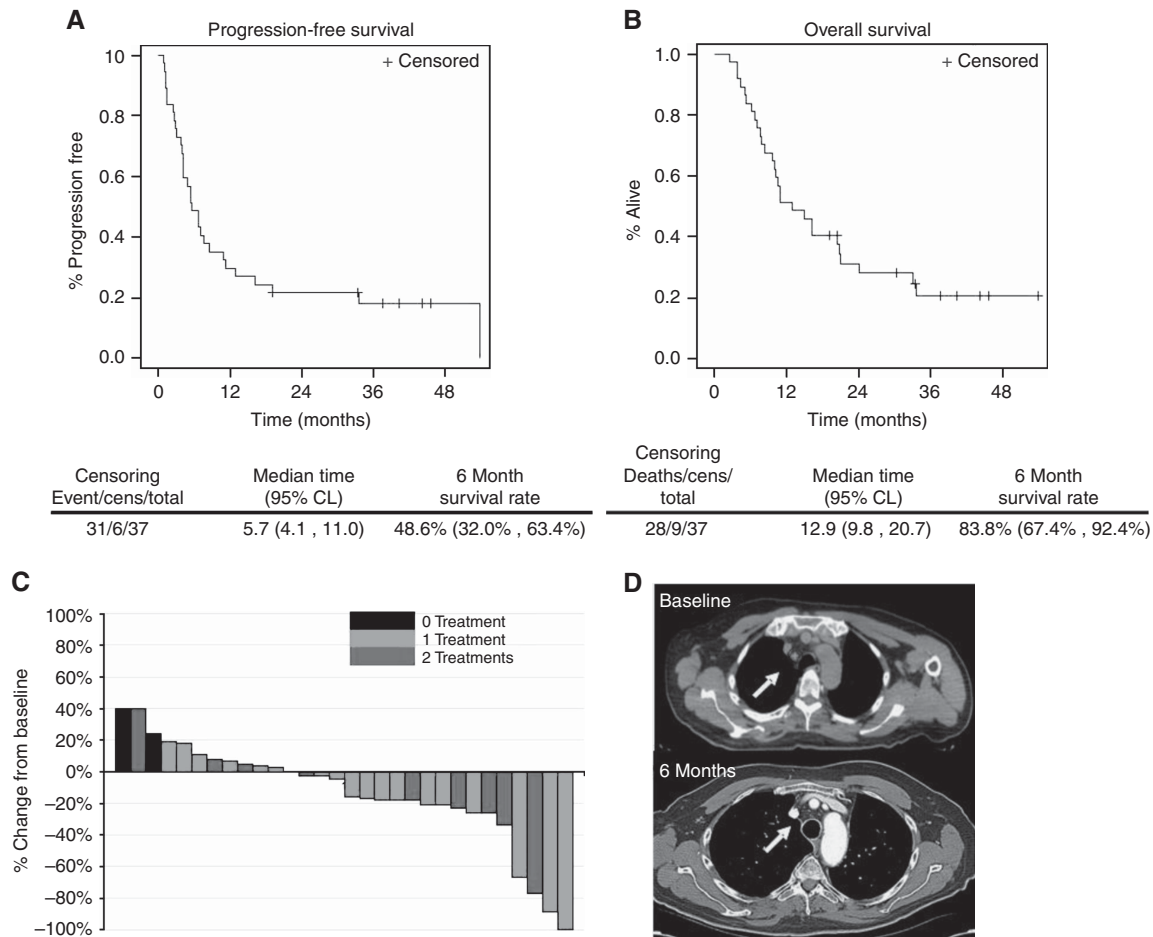 A
Progression-free survival
+ Censored
10
0.8
0.6
0.4
0.2
0.0
% Progression free
0 12 24 36 48
Time (months)
Censoring
Event/cens/total
Median time
(95% CL)
6 Month
survival rate
31/6/37
5.7 (4.1 , 11.0)
48.6% (32.0% , 63.4%)
B
Overall survival
+ Censored
1.0
0.8
0.6
0.4
0.2
0.0
% Alive
0 12 24 36 48
Time (months)
Censoring
Deaths/cens/
total
Median time
(95% CL)
6 Month
survival rate
28/9/37
12.9 (9.8 , 20.7)
83.8% (67.4% , 92.4%)
C
100%
80%
60%
40%
20%
0%
–20%
–40%
–60%
–80%
–100%
% Change from baseline
0 Treatment
1 Treatment
2 Treatments
D
Baseline
6 Months